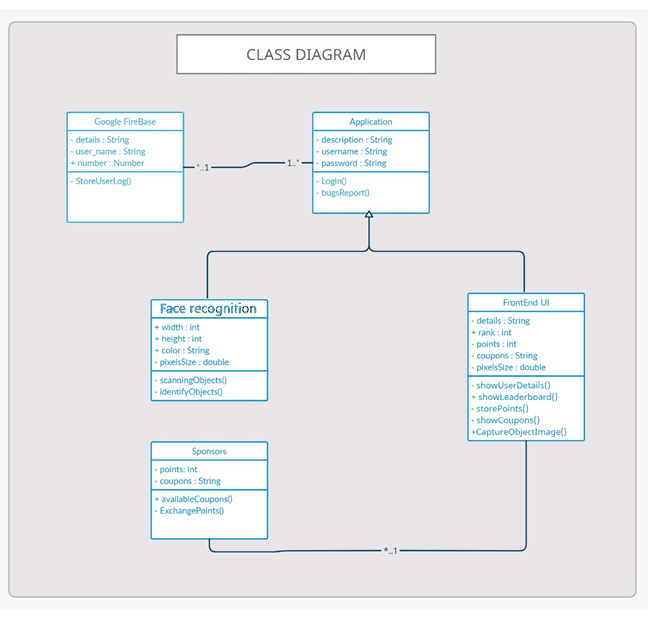 CLASS DIAGRAM
Google FireBase
- details : String
- user_name : String
+ number : Number
- StoreUserLog()
*..1
1..*
Application
- description : String
- username : String
- password : String
- Login()
- bugsReport()
Face recognition
+ width : int
+ height : int
+ color : String
- pixelsSize : double
- scanningObjects()
- identifyObjects()
FrontEnd UI
- details : String
+ rank : int
- points : int
- coupons : String
- pixelsSize : double
- showUserDetails()
+ showLeaderboard()
- storePoints()
- showCoupons()
+CaptureObjectImage()
Sponsors
- points: int
- coupons : String
+ availableCoupons()
- ExchangePoints()
*..1